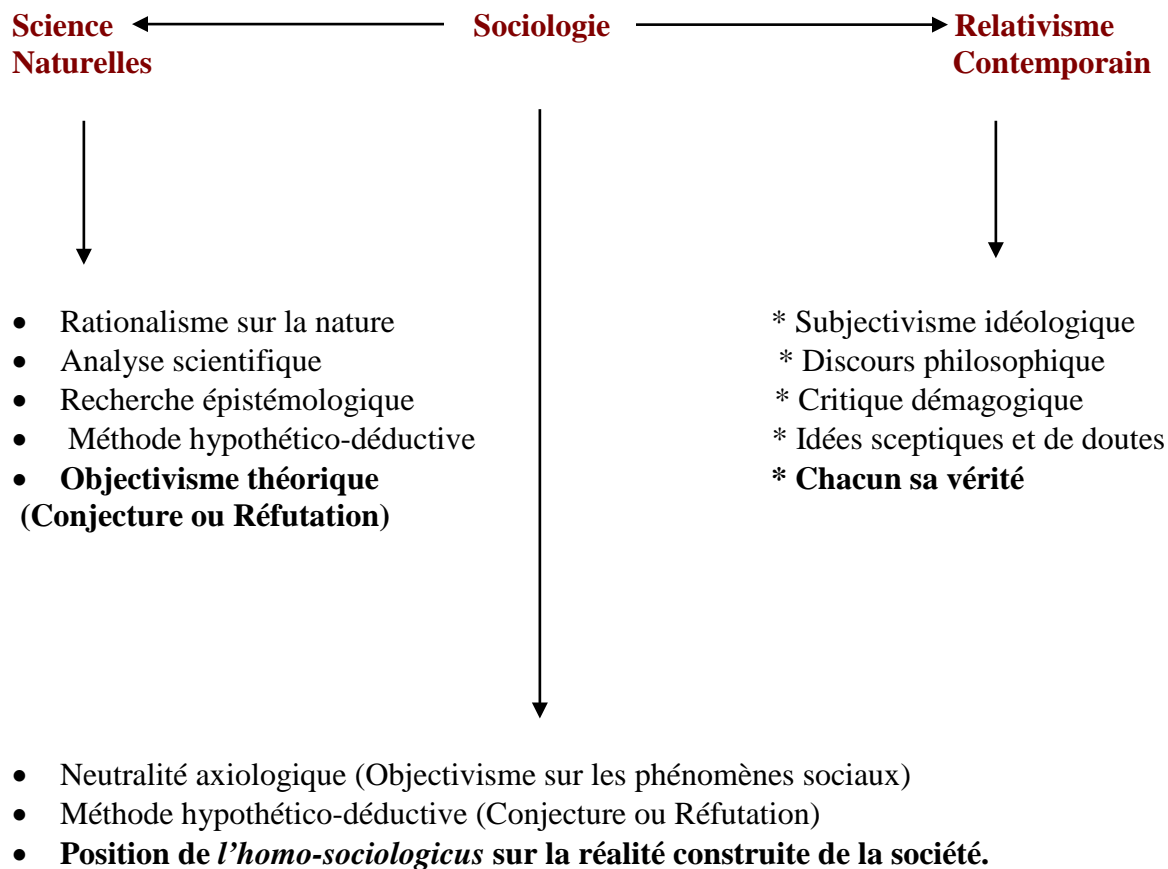 Science Sociologie Relativisme
Naturelles Contemporain
• Rationalisme sur la nature
• Analyse scientifique
• Recherche épistémologique
• Méthode hypothético-déductive
• Objectivisme théorique
(Conjecture ou Réfutation)
* Subjectivisme idéologique
* Discours philosophique
* Critique démagogique
* Idées sceptiques et de doutes
* Chacun sa vérité
• Neutralité axiologique (Objectivisme sur les phénomènes sociaux)
• Méthode hypothético-déductive (Conjecture ou Réfutation)
• Position de l'homo-sociologicus sur la réalité construite de la société.